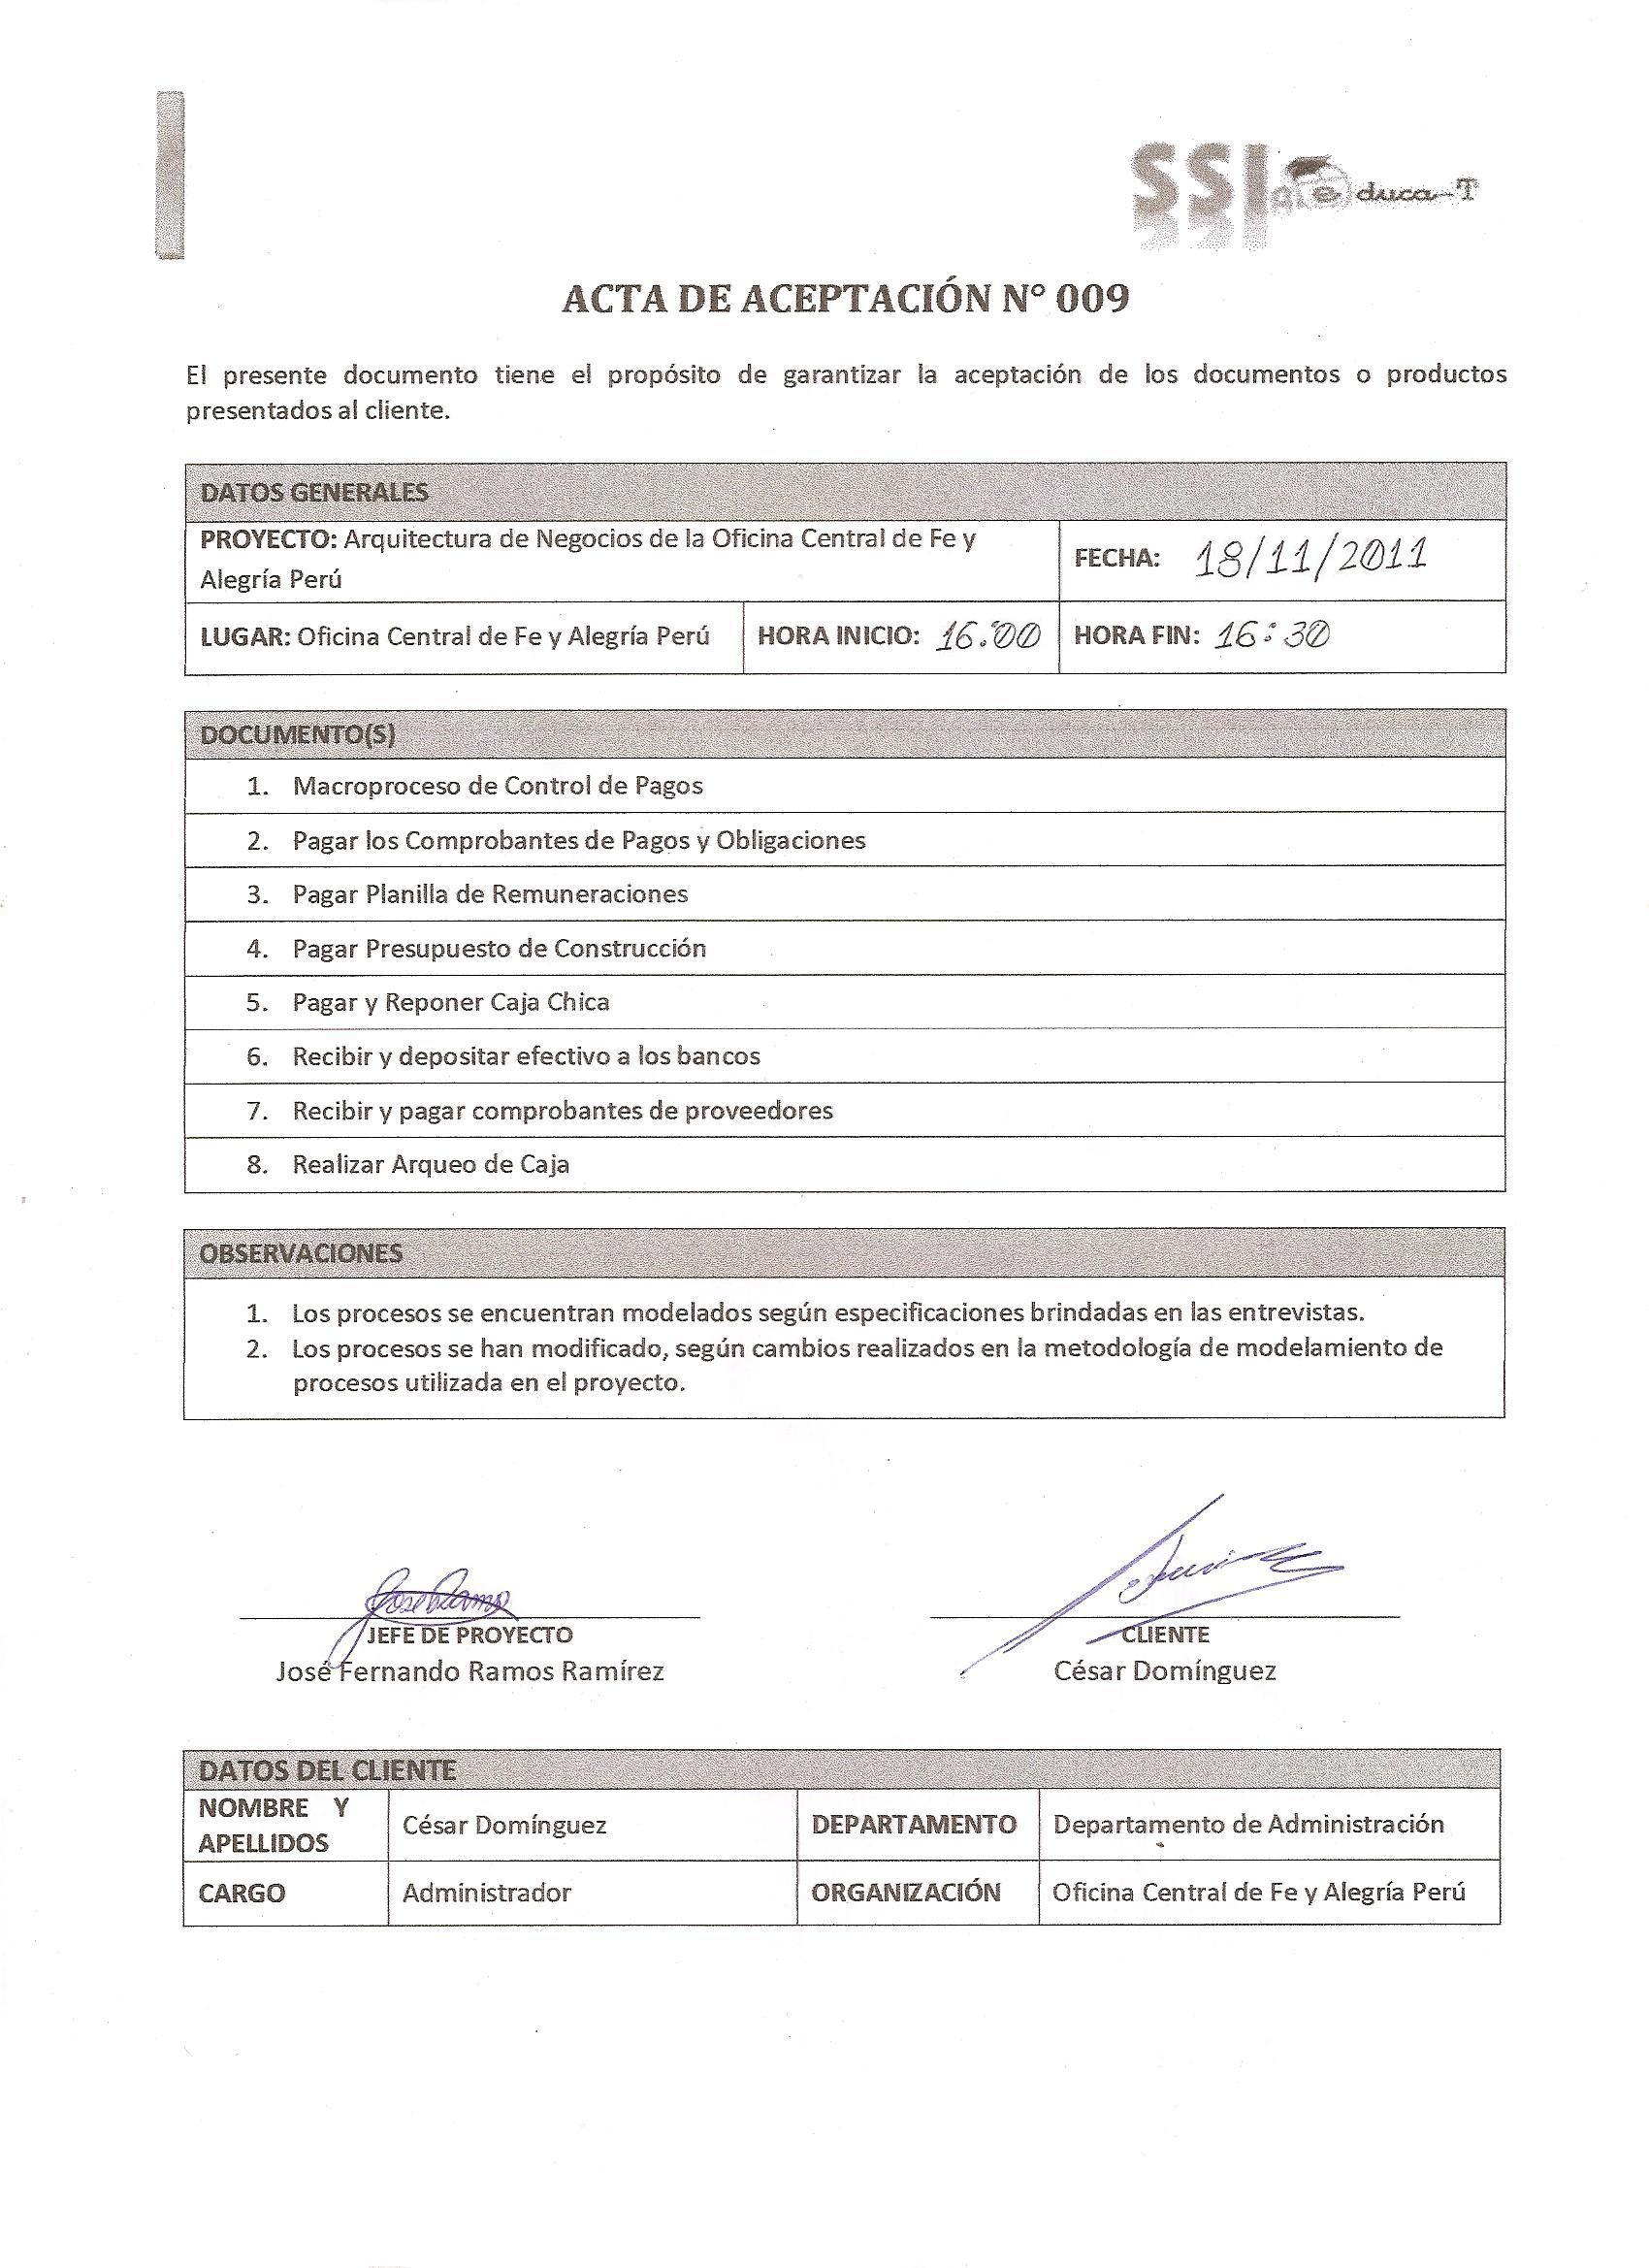 SSI educa-T
ACTA DE ACEPTACIÓN N° 009
El presente documento tiene el propósito de garantizar la aceptación de los documentos o productos
presentados al cliente.
DATOS GENERALES
PROYECTO: Arquitectura de Negocios de la Oficina Central de Fe y
Alegría Perú
FECHA: 18/11/2011
LUGAR: Oficina Central de Fe y Alegría Perú HORA INICIO: 16:00 HORA FIN: 16:30
DOCUMENTO(S)
1. Macroproceso de Control de Pagos
2. Pagar los Comprobantes de Pagos y Obligaciones
3. Pagar Planilla de Remuneraciones
4. Pagar Presupuesto de Construcción
5. Pagar y Reponer Caja Chica
6. Recibir y depositar efectivo a los bancos
7. Recibir y pagar comprobantes de proveedores
8. Realizar Arqueo de Caja
OBSERVACIONES
1. Los procesos se encuentran modelados según especificaciones brindadas en las entrevistas.
2. Los procesos se han modificado, según cambios realizados en la metodología de modelamiento de
procesos utilizada en el proyecto.
Jose Ramos
JEFE DE PROYECTO
José Fernando Ramos Ramírez
CLIENTE
César Domínguez
DATOS DEL CLIENTE
NOMBRE Y
APELLIDOS
César Domínguez
DEPARTAMENTO
Departamento de Administración
CARGO
Administrador
ORGANIZACIÓN
Oficina Central de Fe y Alegría Perú